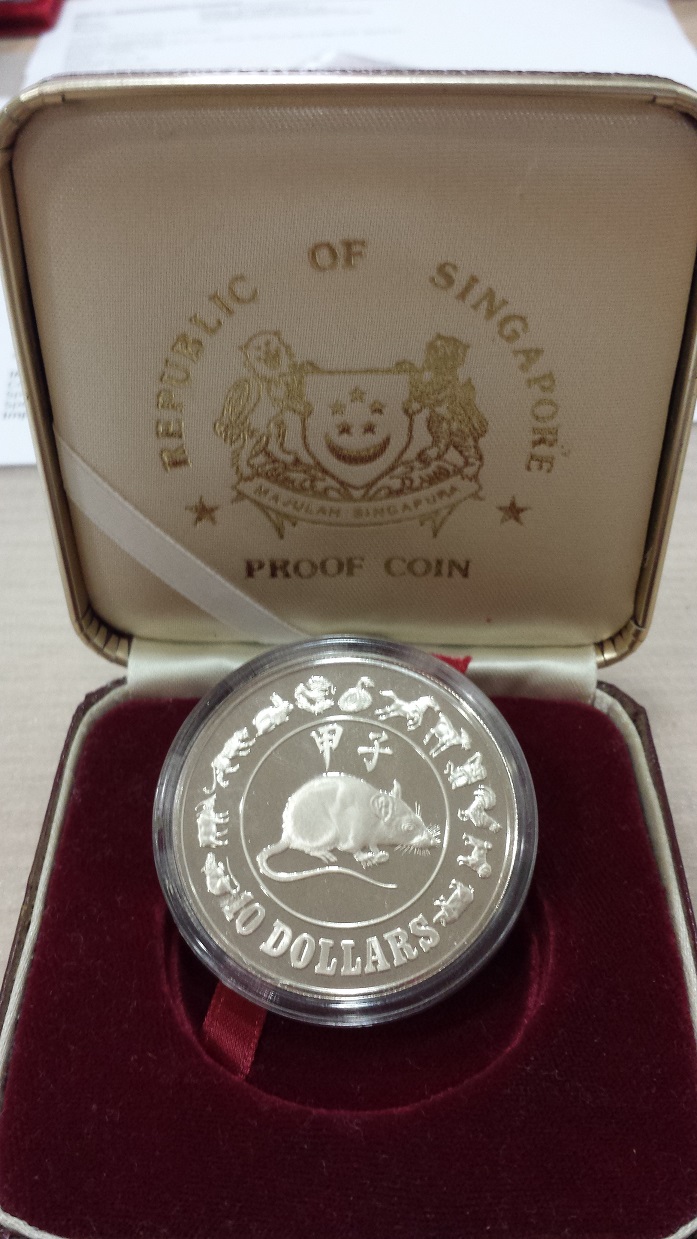 REPUBLIC OF SINGAPORE
MAJULAH SINGAPURA
PROOF COIN
甲子
10 DOLLARS